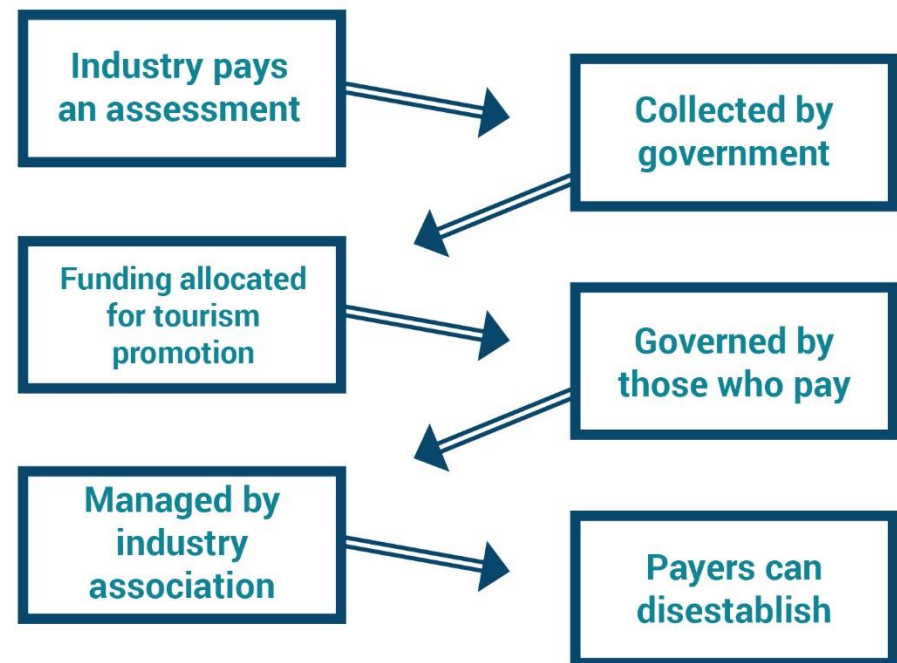 Industry pays
an assessment
Collected by
government
Funding allocated
for tourism
promotion
Governed by
those who pay
Managed by
industry
association
Payers can
disestablish